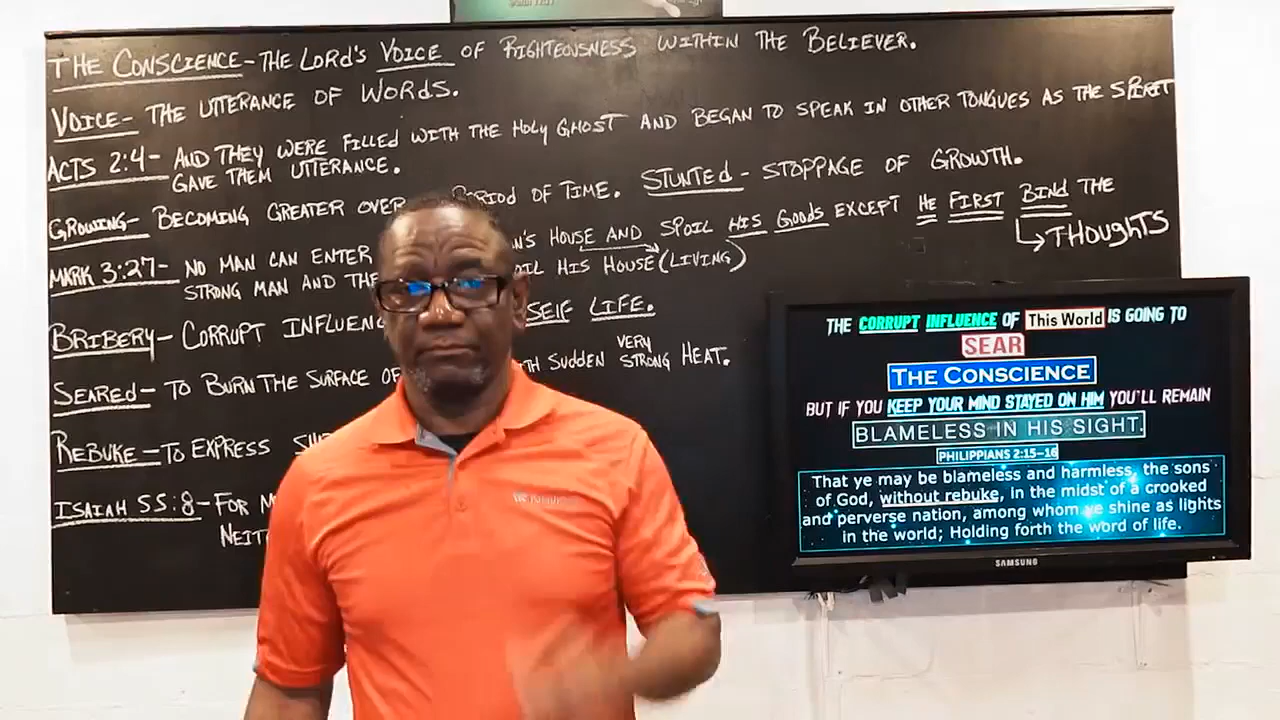 THE CONSCIENCE - THE LORD'S VOICE OF RIGHTEOUSNESS WITHIN THE BELIEVER.
VOICE - THE UTTERANCE OF WORDS.
ACTS 2:4 - AND THEY WERE FILLED WITH THE HOLY GHOST AND BEGAN TO SPEAK IN OTHER TONGUES AS THE SPIRIT
GAVE THEM UTTERANCE.
GROWING - BECOMING GREATER OVER PERIOD OF TIME. STUNTED - STOPPAGE OF GROWTH.
MARK 3:27 - NO MAN CAN ENTER HOUSE AND SPOIL HIS GOODS EXCEPT HE FIRST BIND THE
STRONG MAN AND HIS HOUSE (LIVING)
THOUGHTS
BRIBERY - CORRUPT SELF LIFE.
SEARED - TO BURN THE SURFACE OF SUDDEN VERY STRONG HEAT.
REBUKE - TO EXPRESS
ISAIAH 55:8 - FOR
THE CORRUPT INFLUENCE OF This World IS GOING TO
SEAR
THE CONSCIENCE
BUT IF YOU KEEP YOUR MIND STAYED ON HIM YOU'LL REMAIN
BLAMELESS IN HIS SIGHT.
PHILIPPIANS 2:15-16
That ye may be blameless and harmless, the sons
of God, without rebuke, in the midst of a crooked
and perverse nation, among whom ye shine as lights
in the world; Holding forth the word of life.
SAMSUNG